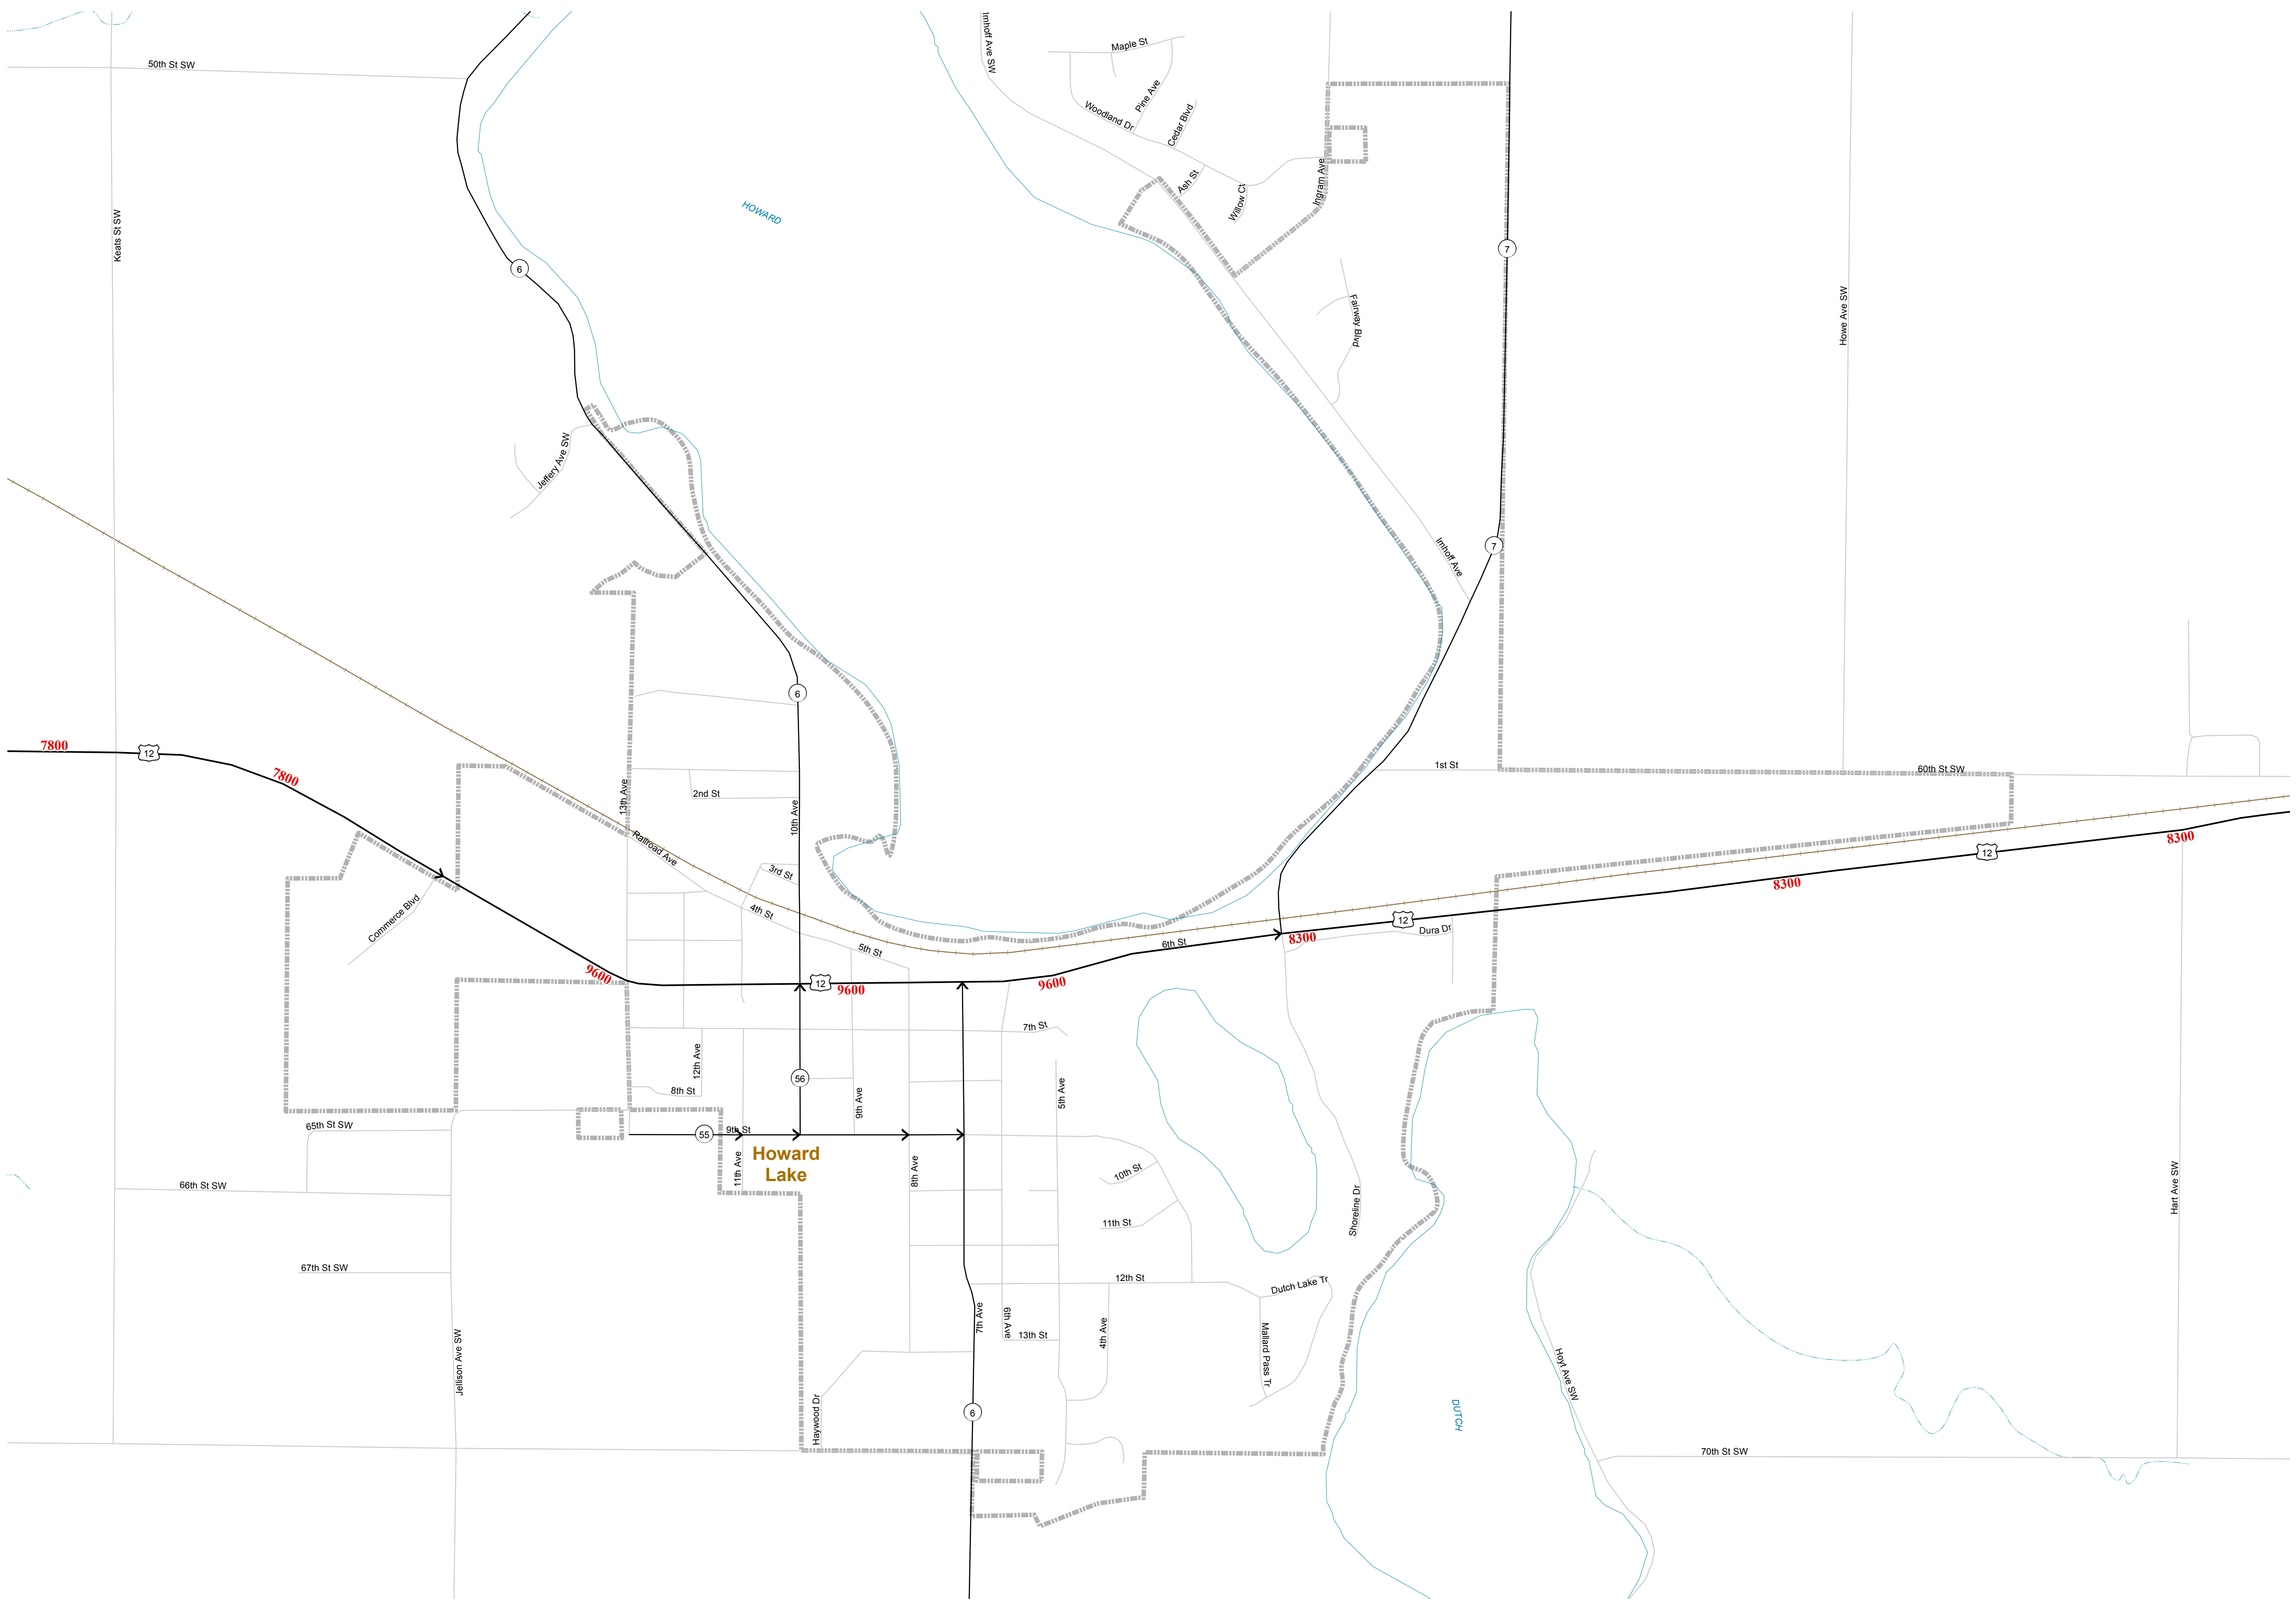 Imhoff Ave SW
Maple St
50th St SW
Pine Ave
Woodland Dr
Cedar Blvd
Ash St
Willow Ct
Ingram Ave
HOWARD
Keats St SW
7
6
Fairway Blvd
Howe Ave SW
Jeffery Ave SW
Imhoff Ave
7
6
7800
12
7800
13th Ave
2nd St
10th Ave
1st St
60th St SW
Railroad Ave
3rd St
4th St
8300
12
8300
Commerce Blvd
12
Dura Dr
8300
6th St
5th St
9600
12
9600
9600
7th St
12th Ave
8th St
56
9th Ave
5th Ave
65th St SW
55
9th St
Howard
Lake
11th Ave
8th Ave
10th St
66th St SW
11th St
Shoreline Dr
Hart Ave SW
67th St SW
12th St
Dutch Lake Tr
7th Ave
6th Ave
13th St
4th Ave
Mallard Pass Tr
Jellison Ave SW
Hoyt Ave SW
Haywood Dr
6
DUTCH
70th St SW